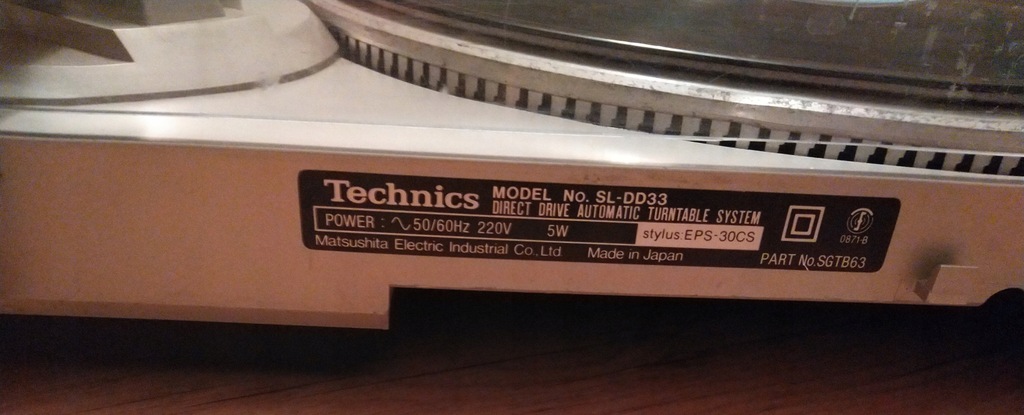 Technics MODEL No. SL-DD33
DIRECT DRIVE AUTOMATIC TURNTABLE SYSTEM
POWER : ∿ 50/60Hz 220V 5W stylus:EPS-30CS
Matsushita Electric Industrial Co., Ltd Made in Japan
0871-B
PART No.SGTB63